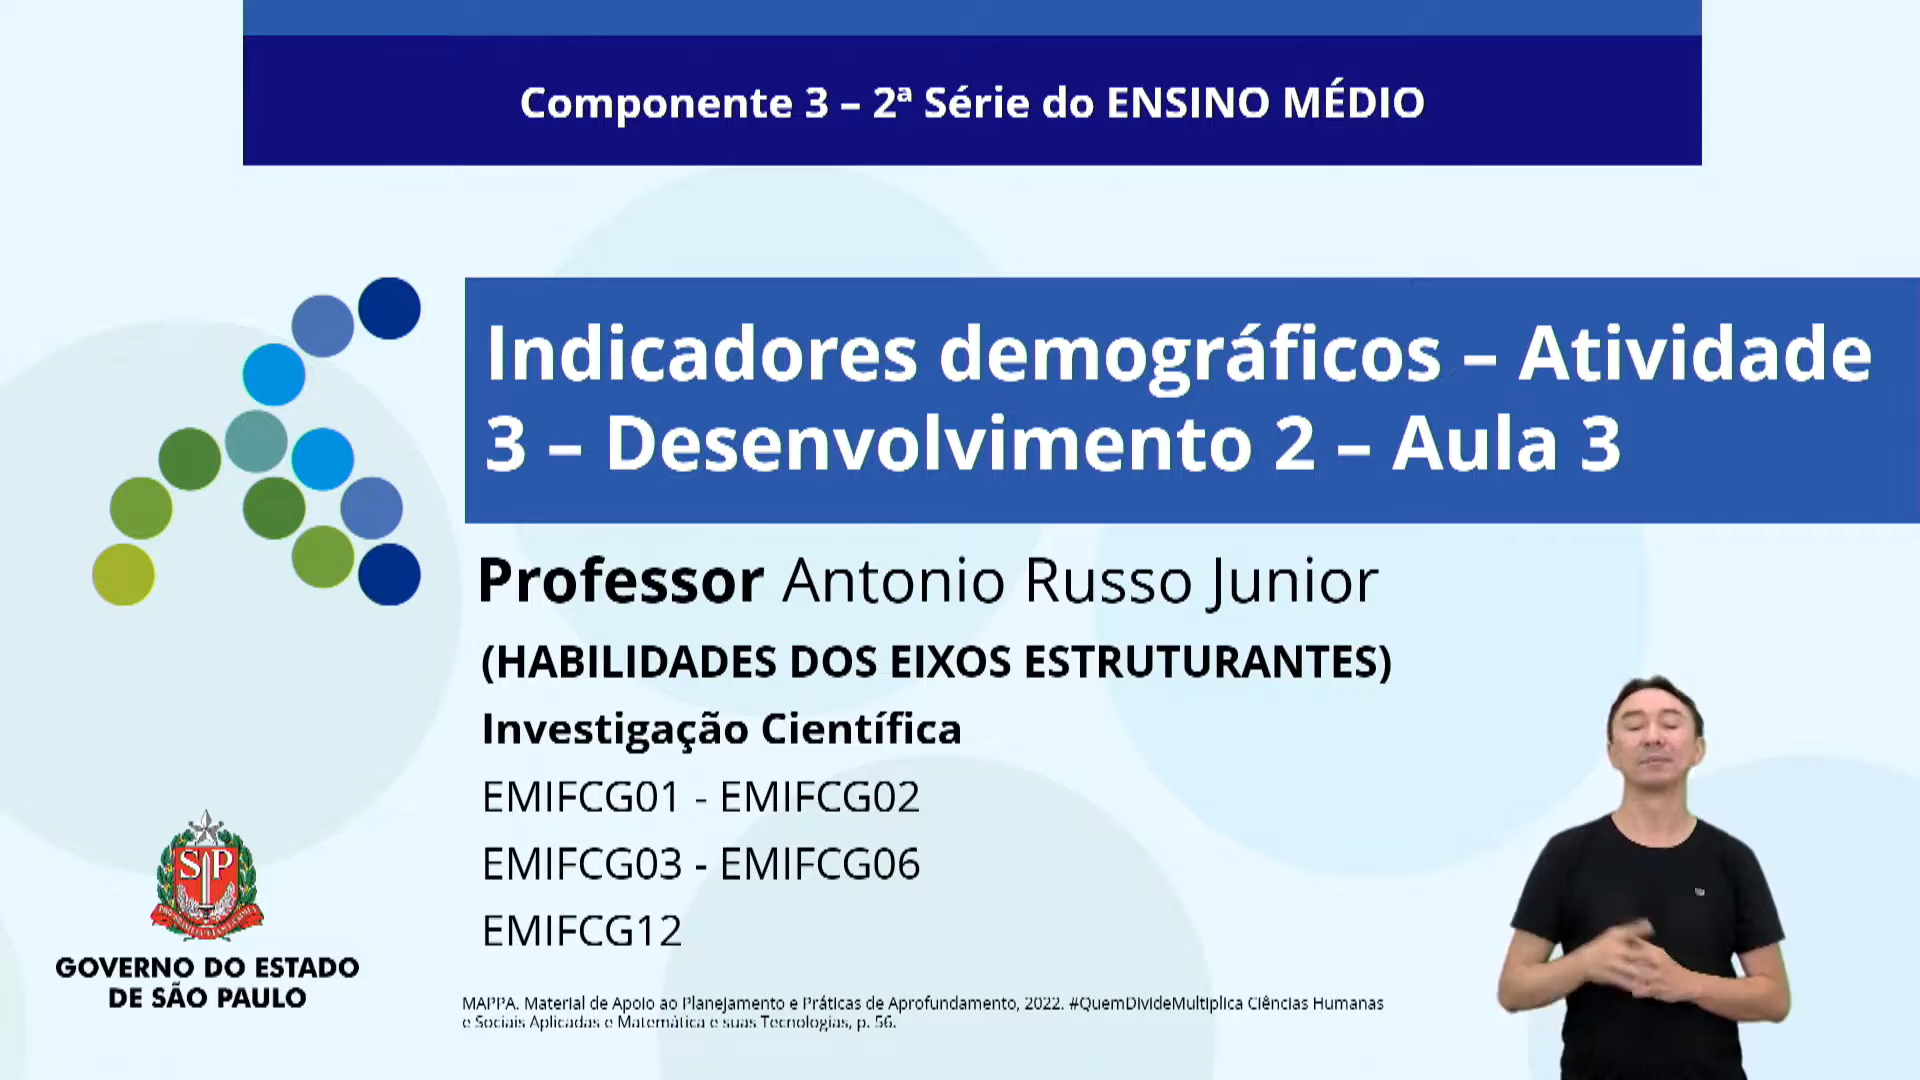 Componente 3 – 2ª Série do ENSINO MÉDIO
Indicadores demográficos – Atividade
3 – Desenvolvimento 2 – Aula 3
Professor Antonio Russo Junior
(HABILIDADES DOS EIXOS ESTRUTURANTES)
Investigação Científica
EMIFCG01 - EMIFCG02
EMIFCG03 - EMIFCG06
EMIFCG12
SP
GOVERNO DO ESTADO
DE SÃO PAULO
MAPPA. Material de Apoio ao Planejamento e Práticas de Aprofundamento, 2022. #QuemDivideMultiplica Ciências Humanas
e Sociais Aplicadas e Matemática e suas Tecnologias, p. 56.